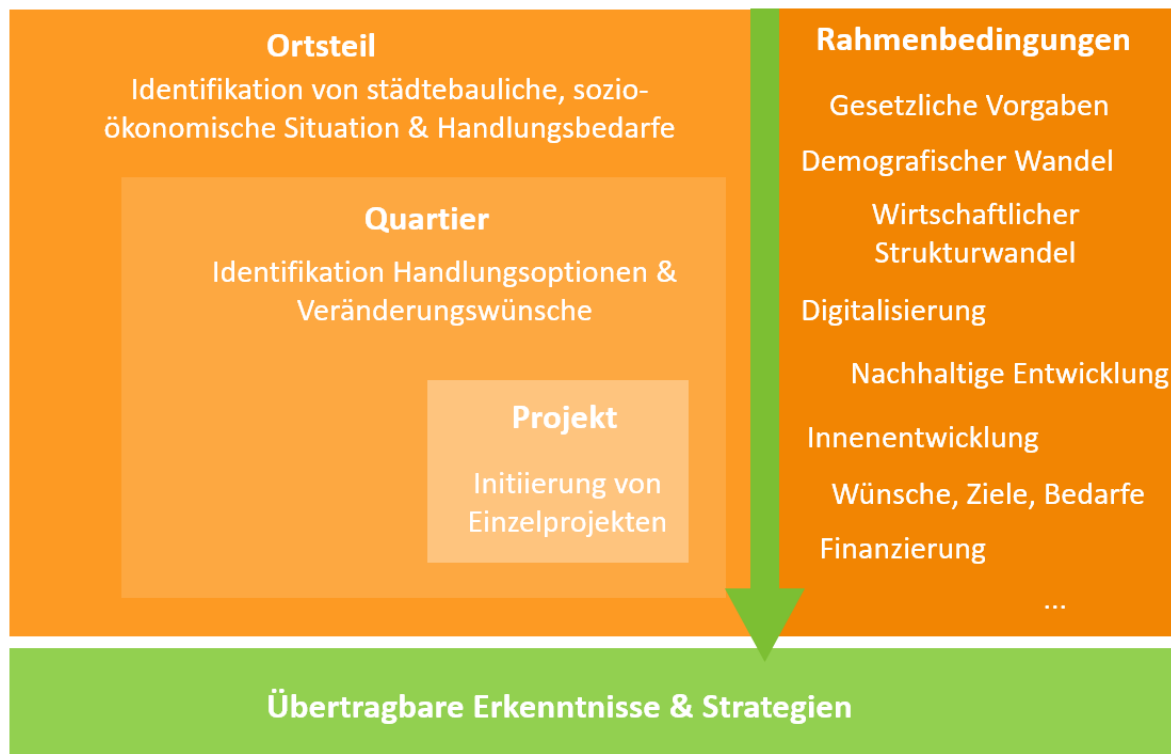 Ortsteil
Identifikation von städtebauliche, sozio-
ökonomische Situation & Handlungsbedarfe
Quartier
Identifikation Handlungsoptionen &
Veränderungswünsche
Projekt
Initiierung von
Einzelprojekten
Rahmenbedingungen
Gesetzliche Vorgaben
Demografischer Wandel
Wirtschaftlicher
Strukturwandel
Digitalisierung
Nachhaltige Entwicklung
Innenentwicklung
Wünsche, Ziele, Bedarfe
Finanzierung
...
Übertragbare Erkenntnisse & Strategien